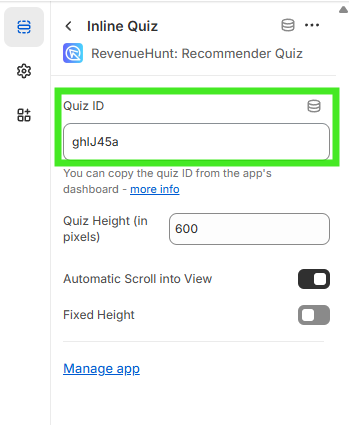 Inline Quiz
RevenueHunt: Recommender Quiz
Quiz ID
ghIJ45a
You can copy the quiz ID from the app's
dashboard - more info
Quiz Height (in
pixels)
600
Automatic Scroll into View
Fixed Height
Manage app